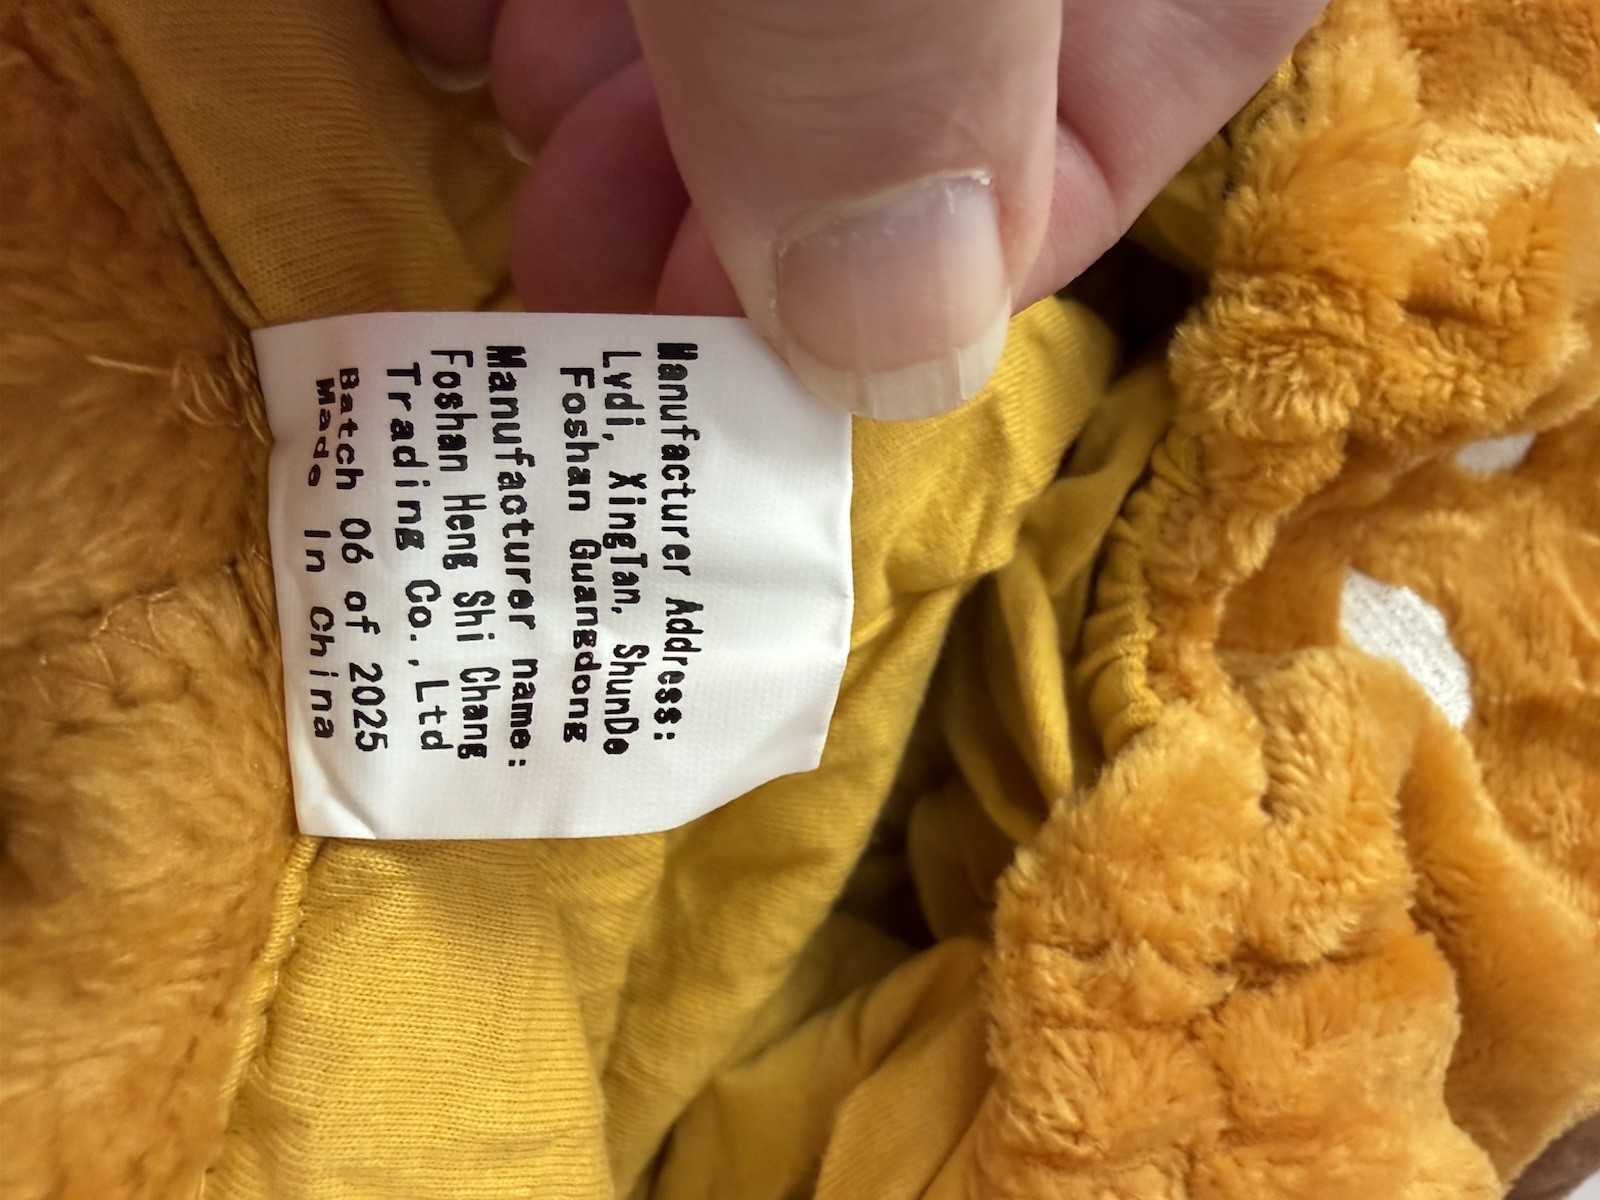 Manufacturer Address:
Lvdi, XingTan, ShunDe
Foshan Guangdong
Manufacturer name:
Foshan Heng Shi Chang
Trading Co.,Ltd
Batch 06 of 2025
Made In China